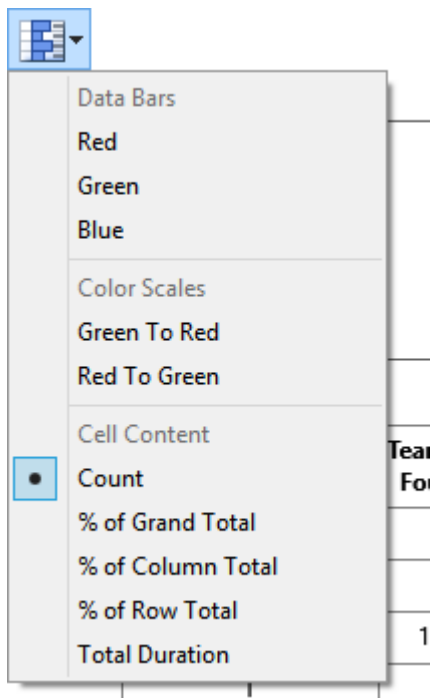 Data Bars
Red
Green
Blue
Color Scales
Green To Red
Red To Green
Cell Content
Count
% of Grand Total
% of Column Total
% of Row Total
Total Duration
1